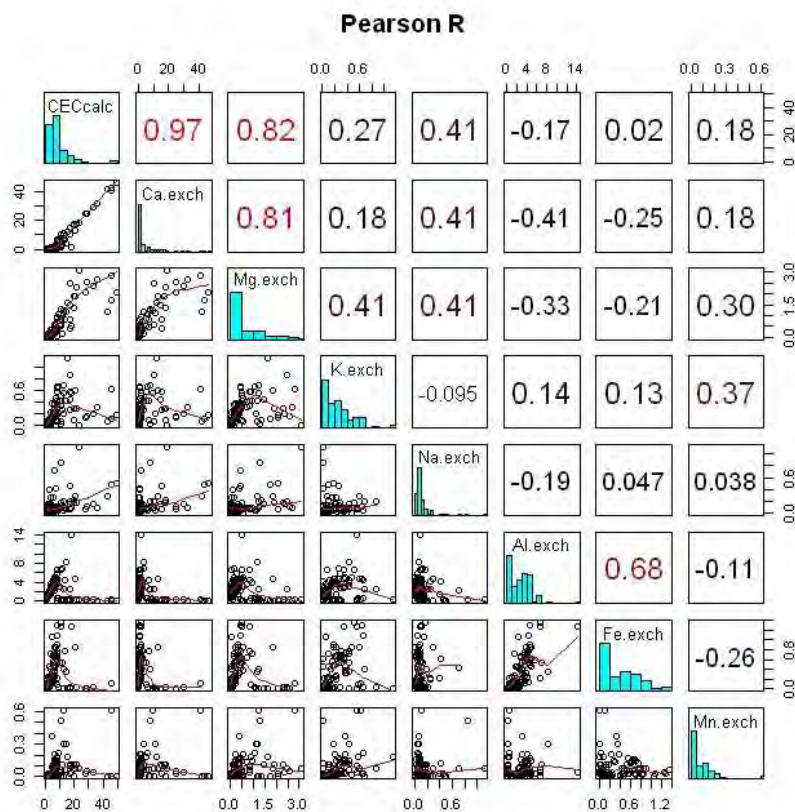 Pearson R
0 20 40
0.0 0.6
0 2 4 6 8 14
0.0 0.3 0.6
CECcalc 0.97 0.82 0.27 0.41 -0.17 0.02 0.18
0 20 40
0 20 40
Ca.exch 0.81 0.18 0.41 -0.41 -0.25 0.18
Mg.exch 0.41 0.41 -0.33 -0.21 0.30
0.0 1.5 3.0
0.0 0.6
K.exch -0.095 0.14 0.13 0.37
Na.exch -0.19 0.047 0.038
0.0 0.6
0 4 8 14
Al.exch 0.68 -0.11
Fe.exch -0.26
0.0 0.8
0.0 0.3 0.6
Mn.exch
0 20 40
0.0 1.5 3.0
0.0 0.6
0.0 0.4 0.8 1.2